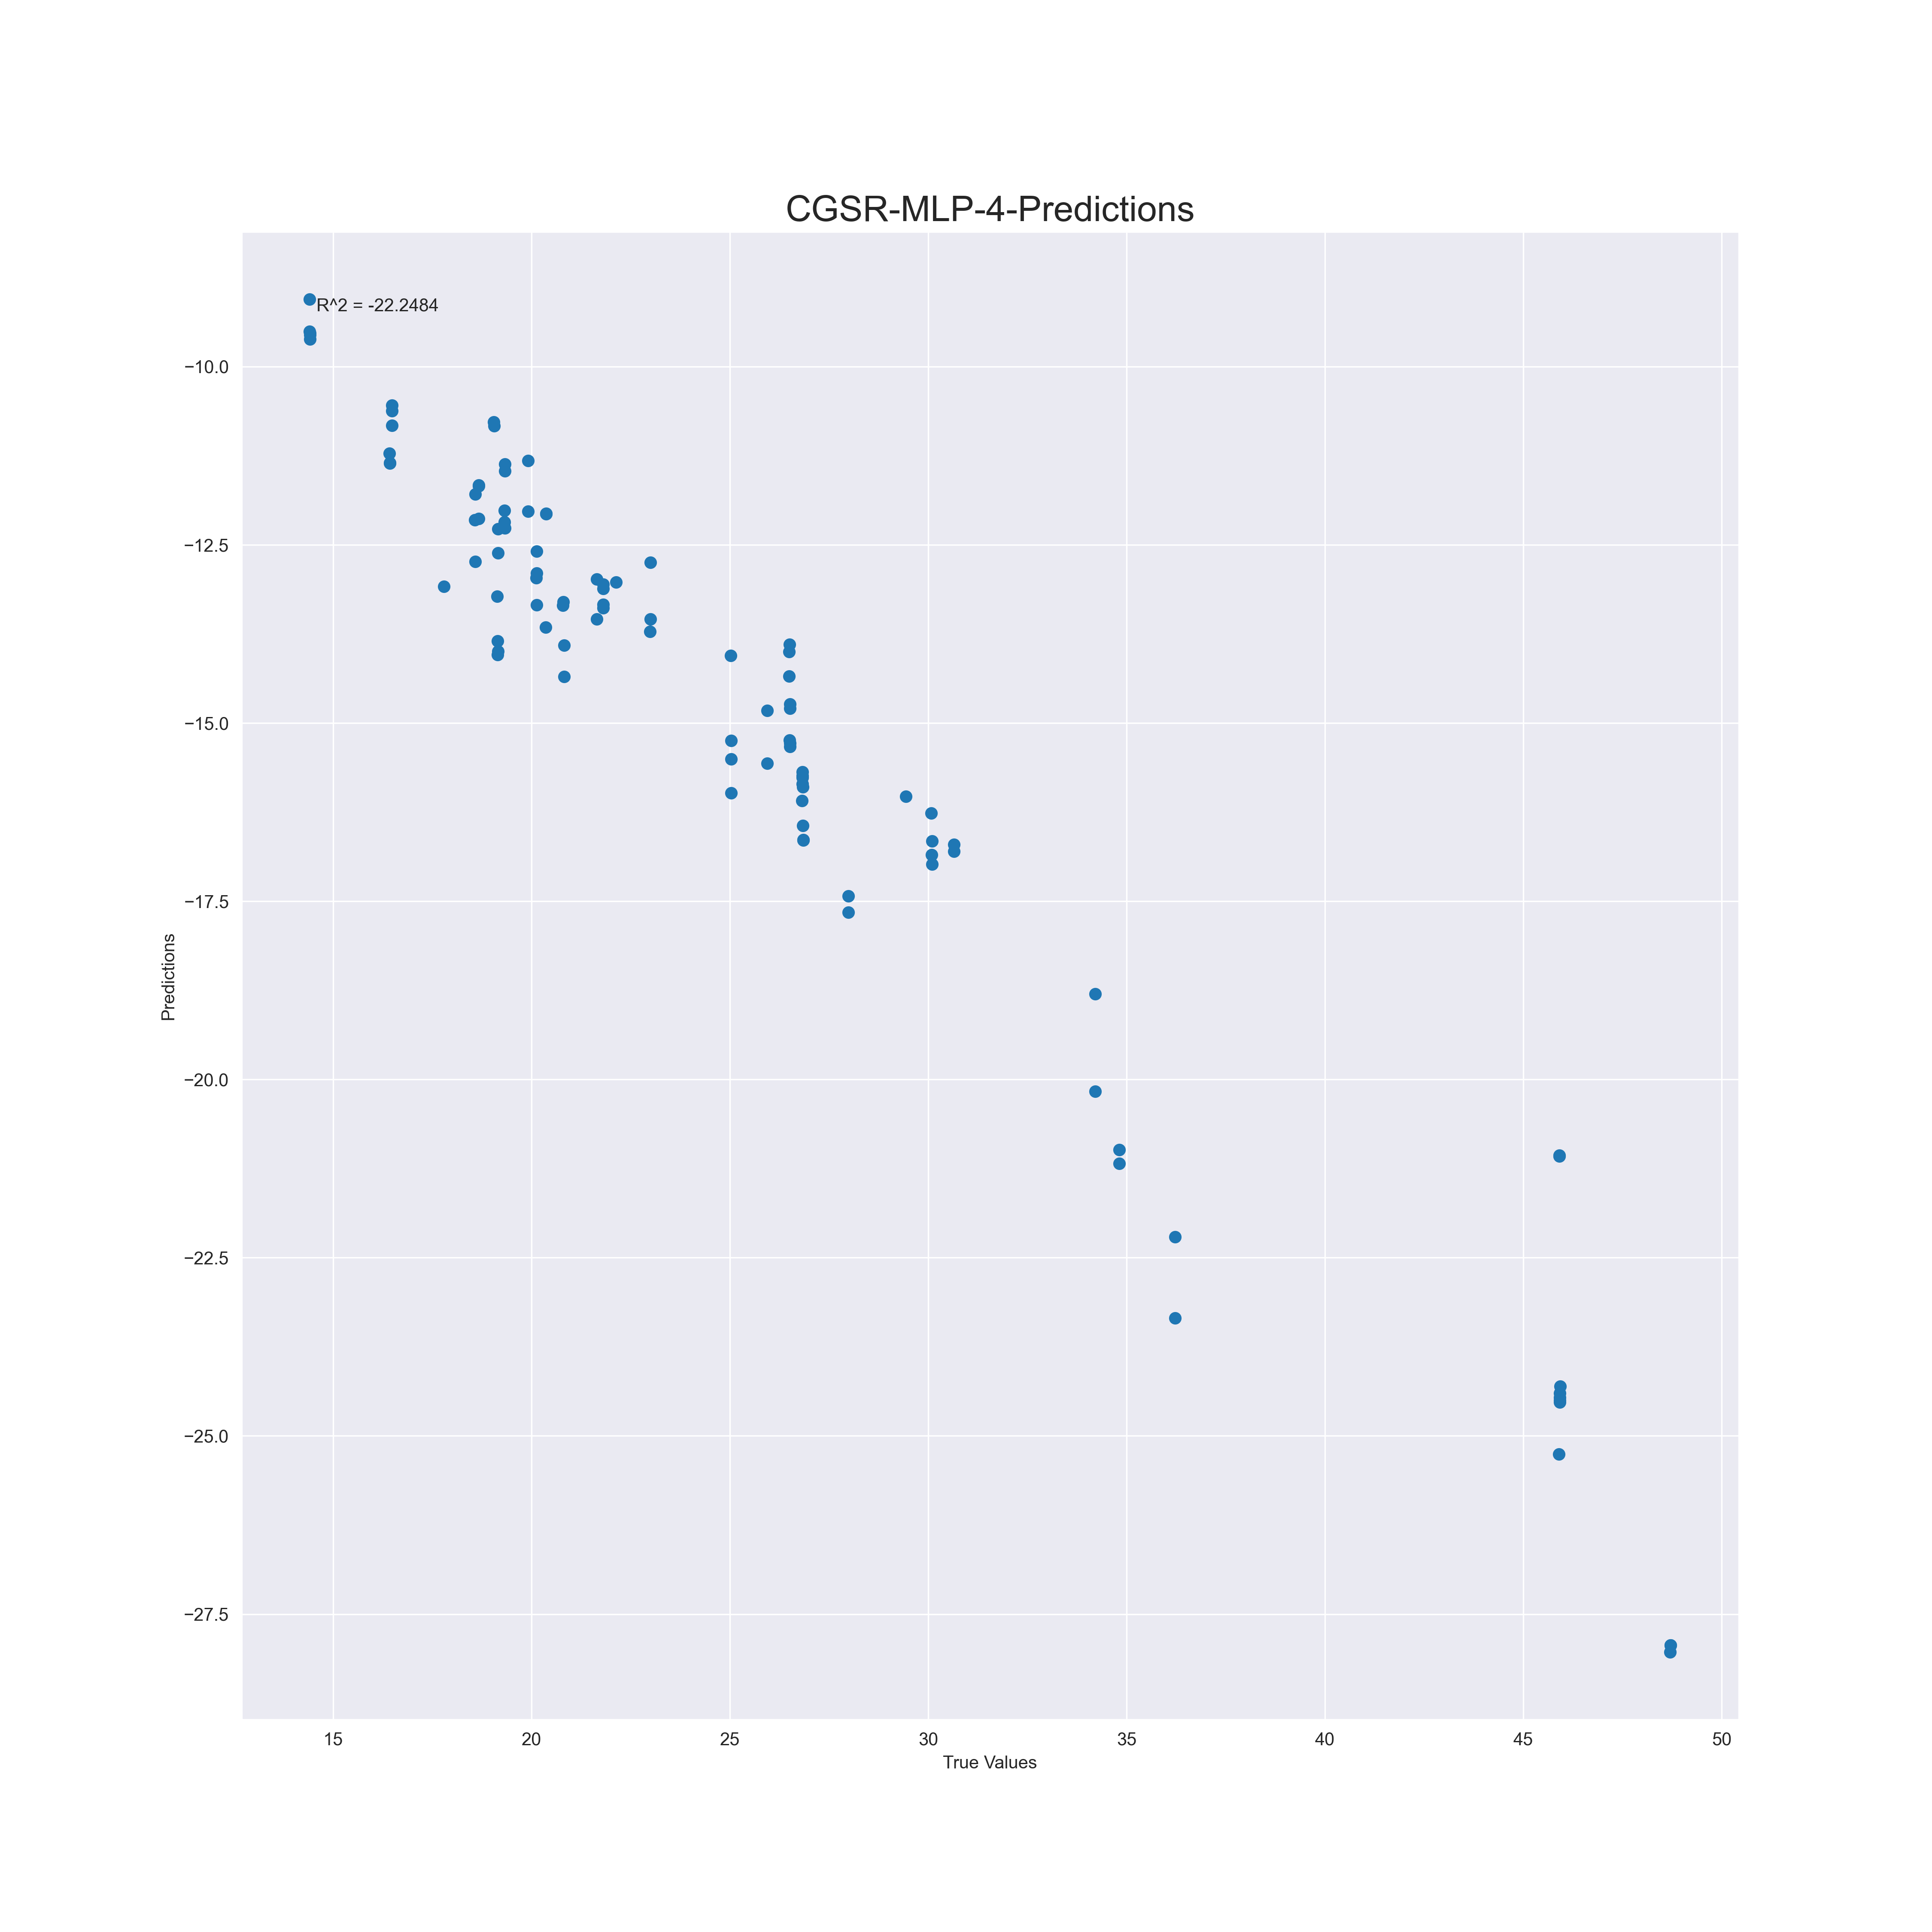 CGSR-MLP-4-Predictions
R^2 = -22.2484
−10.0
−12.5
−15.0
−17.5
−20.0
−22.5
−25.0
−27.5
Predictions
15 20 25 30 35 40 45 50
True Values